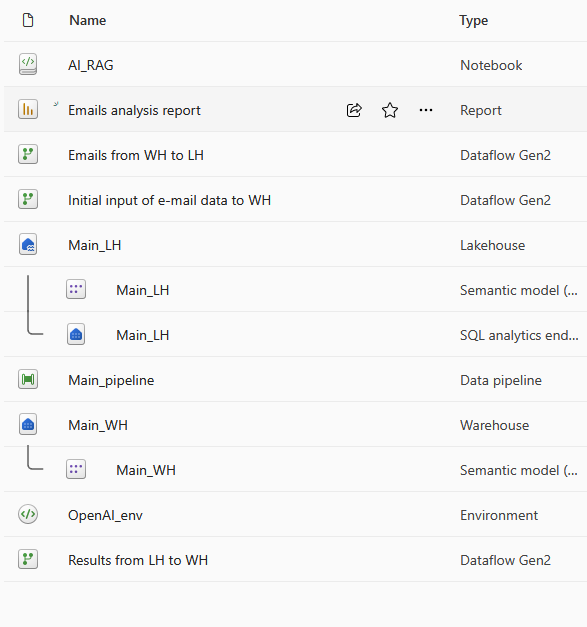 Name Type
AI_RAG Notebook
Emails analysis report Report
Emails from WH to LH Dataflow Gen2
Initial input of e-mail data to WH Dataflow Gen2
Main_LH Lakehouse
Main_LH Semantic model (...
Main_LH SQL analytics end...
Main_pipeline Data pipeline
Main_WH Warehouse
Main_WH Semantic model (...
OpenAI_env Environment
Results from LH to WH Dataflow Gen2